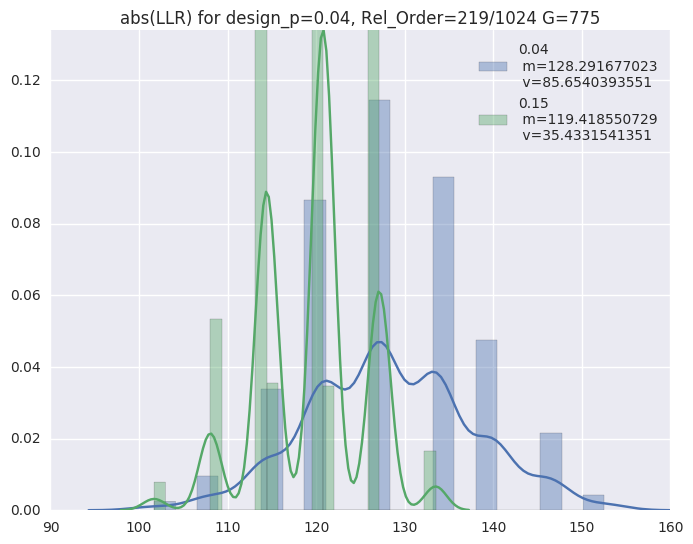 abs(LLR) for design_p=0.04, Rel_Order=219/1024 G=775
0.04
m=128.291677023
v=85.6540393551
0.15
m=119.418550729
v=35.4331541351
0.12
0.10
0.08
0.06
0.04
0.02
0.00
90 100 110 120 130 140 150 160